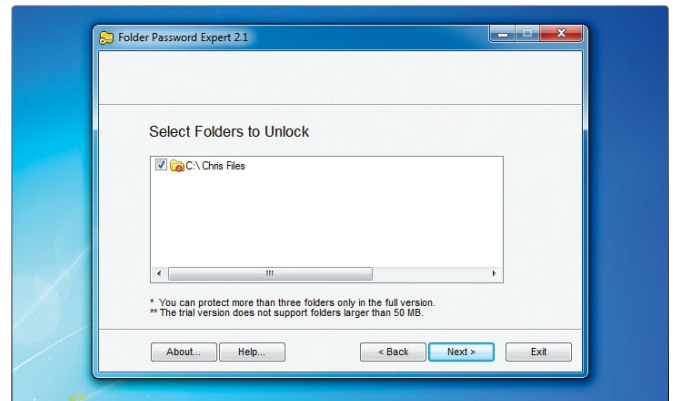 Folder Password Expert 2.1
Select Folders to Unlock
C:\ Chris Files
* You can protect more than three folders only in the full version.
** The trial version does not support folders larger than 50 MB.
About... Help... < Back Next > Exit